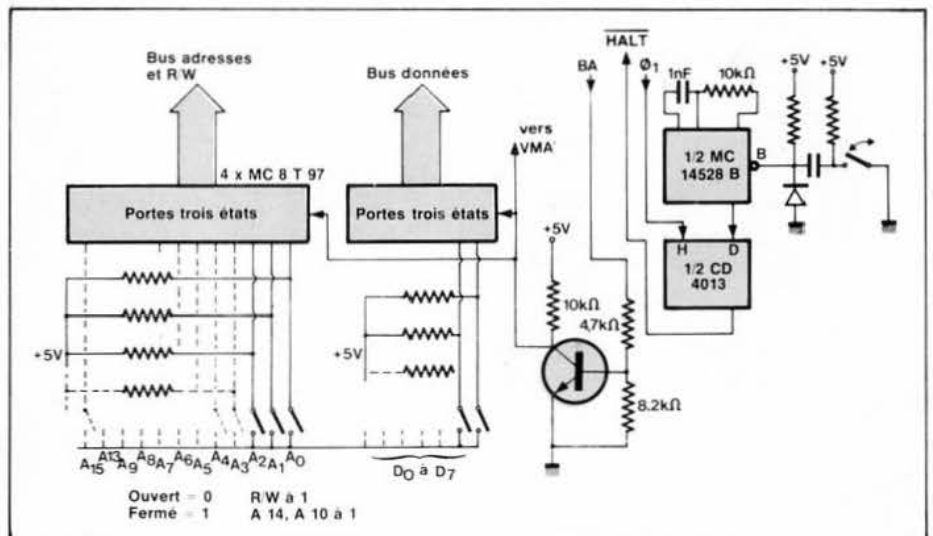 Bus adresses
et R/W
Bus données
HALT
BA
Ø1
+5V
+5V
1nF
10kΩ
1/2 MC
14528 B
B
vers
VMA
4 x MC 8 T 97
Portes trois états
Portes trois états
H
D
1/2 CD
4013
+5V
10kΩ
4,7kΩ
8.2kΩ
+5V
+5V
A15
A13
A9
A8
A7
A6
A5
A4
A3
A2
A1
A0
D0 à D7
Ouvert = 0 R/W à 1
Fermé = 1 A 14, A 10 à 1